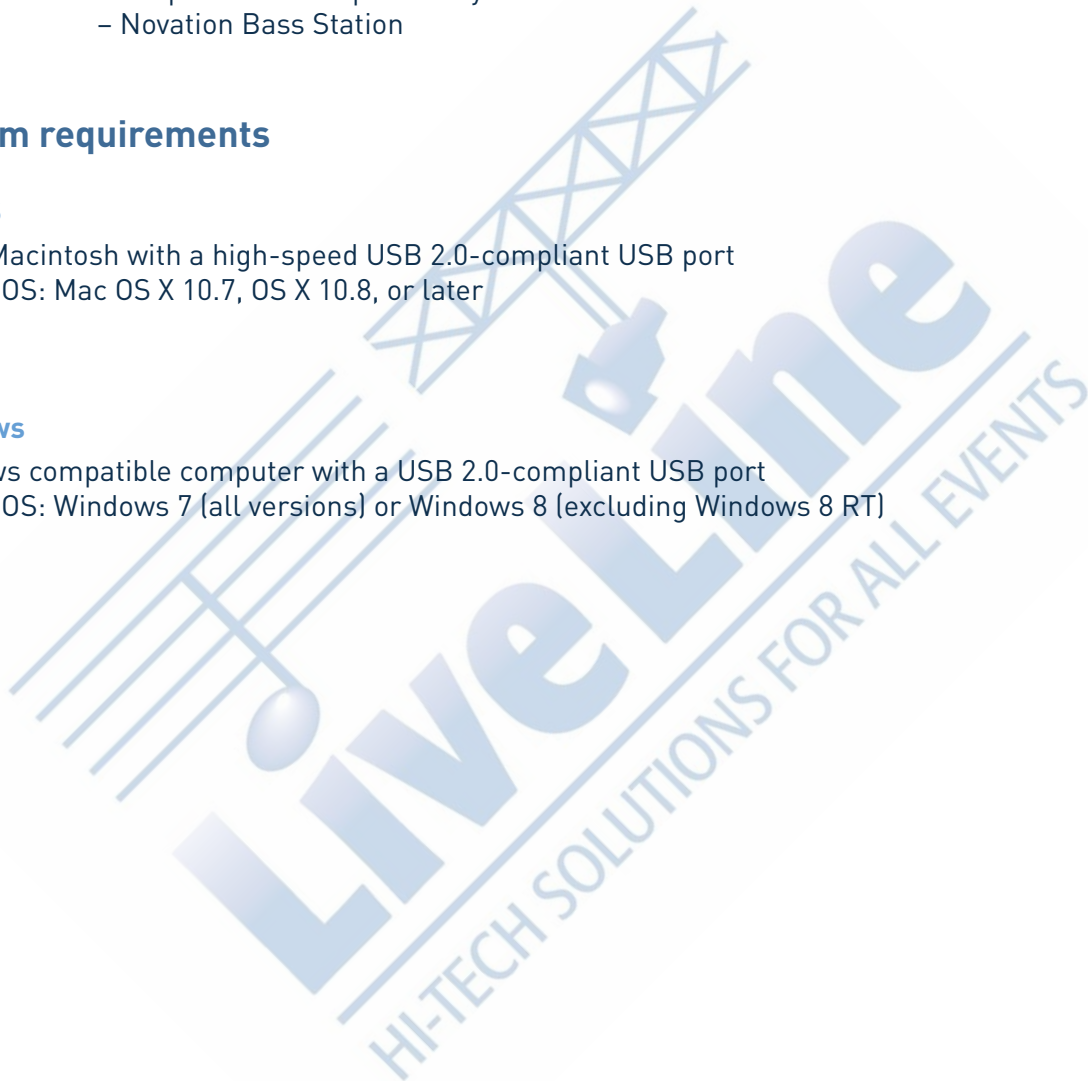 – Novation Bass Station
m requirements
Macintosh with a high-speed USB 2.0-compliant USB port
OS: Mac OS X 10.7, OS X 10.8, or later
ws
ws compatible computer with a USB 2.0-compliant USB port
OS: Windows 7 (all versions) or Windows 8 (excluding Windows 8 RT)
LiveLine
HI-TECH SOLUTIONS FOR ALL EVENTS